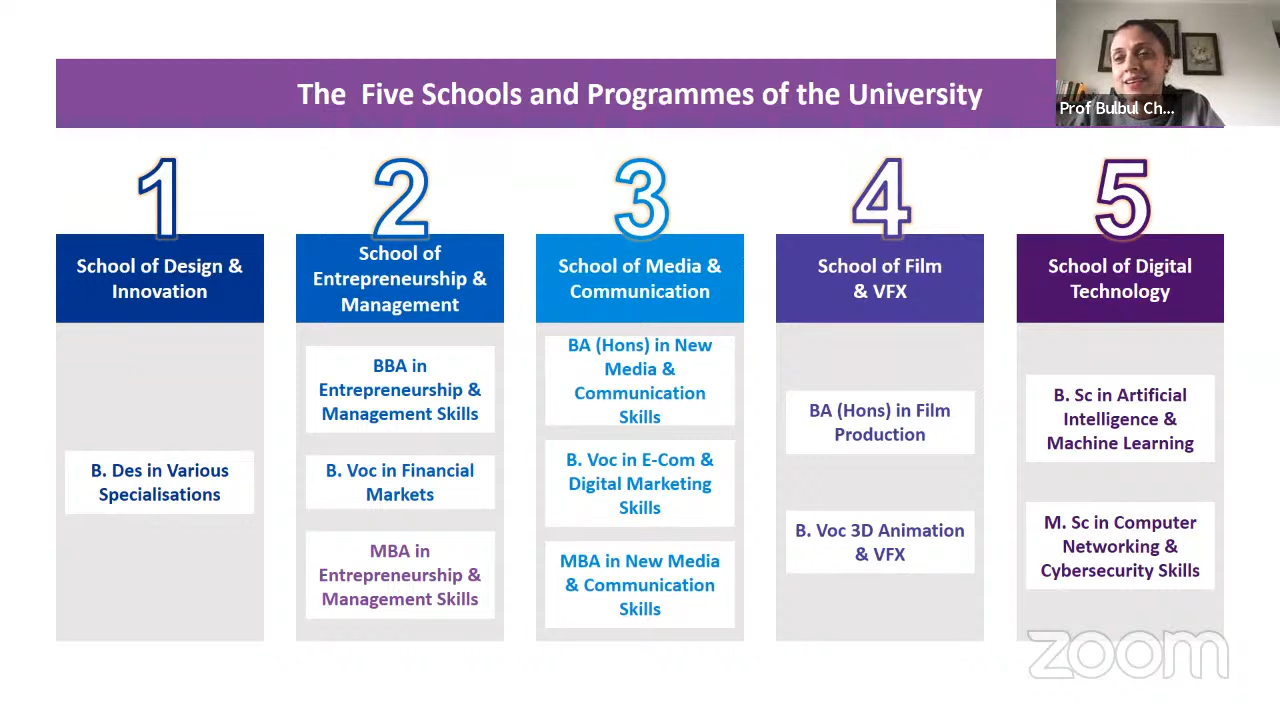 The Five Schools and Programmes of the University
Prof Bulbul Ch...
1
School of Design &
Innovation
B. Des in Various
Specialisations
2
School of
Entrepreneurship &
Management
BBA in
Entrepreneurship &
Management Skills
B. Voc in Financial
Markets
MBA in
Entrepreneurship &
Management Skills
3
School of Media &
Communication
BA (Hons) in New
Media &
Communication
Skills
B. Voc in E-Com &
Digital Marketing
Skills
MBA in New Media
& Communication
Skills
4
School of Film
& VFX
BA (Hons) in Film
Production
B. Voc 3D Animation
& VFX
5
School of Digital
Technology
B. Sc in Artificial
Intelligence &
Machine Learning
M. Sc in Computer
Networking &
Cybersecurity Skills
zoom